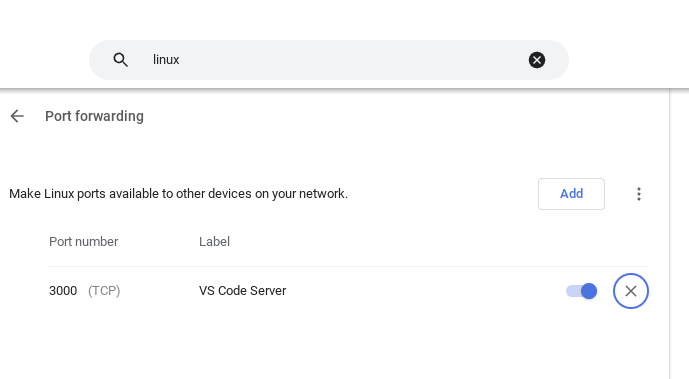 linux
Port forwarding
Make Linux ports available to other devices on your network.
Add
Port number Label
3000 (TCP) VS Code Server